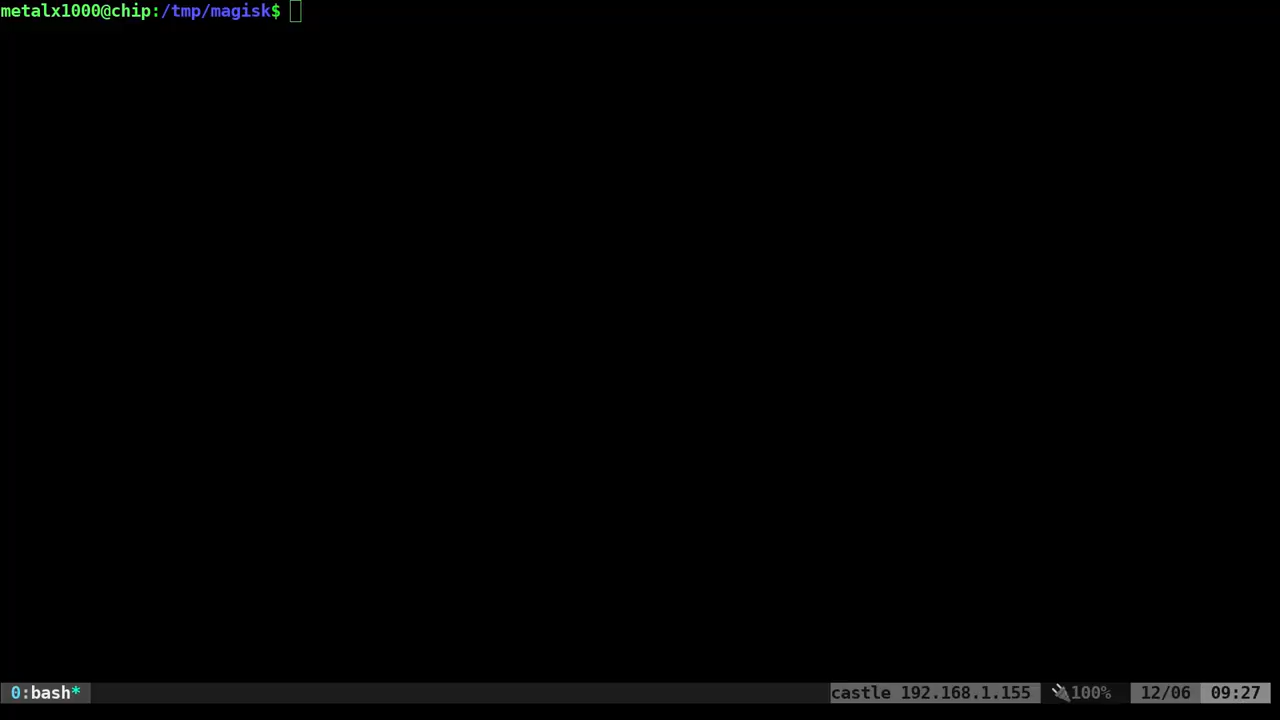 metalx1000@chip:/tmp/magisk$
0:bash* castle 192.168.1.155 100% 12/06 09:27